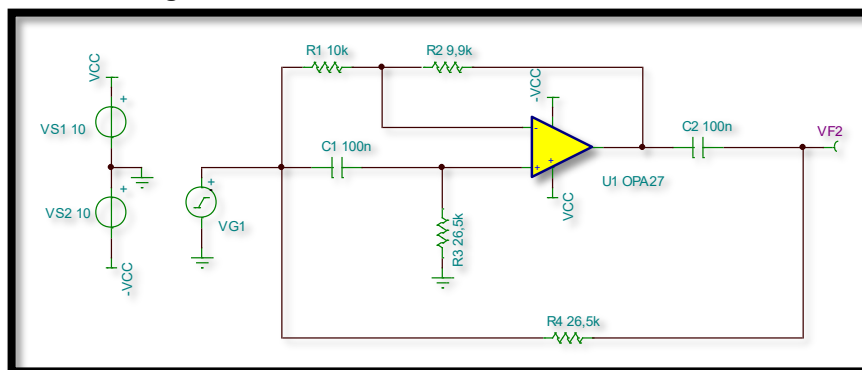 R1 10k
R2 9,9k
VCC
-VCC
VS1 10
C1 100n
C2 100n
VF2
U1 OPA27
VS2 10
VG1
VCC
R3 26,5k
-VCC
R4 26,5k